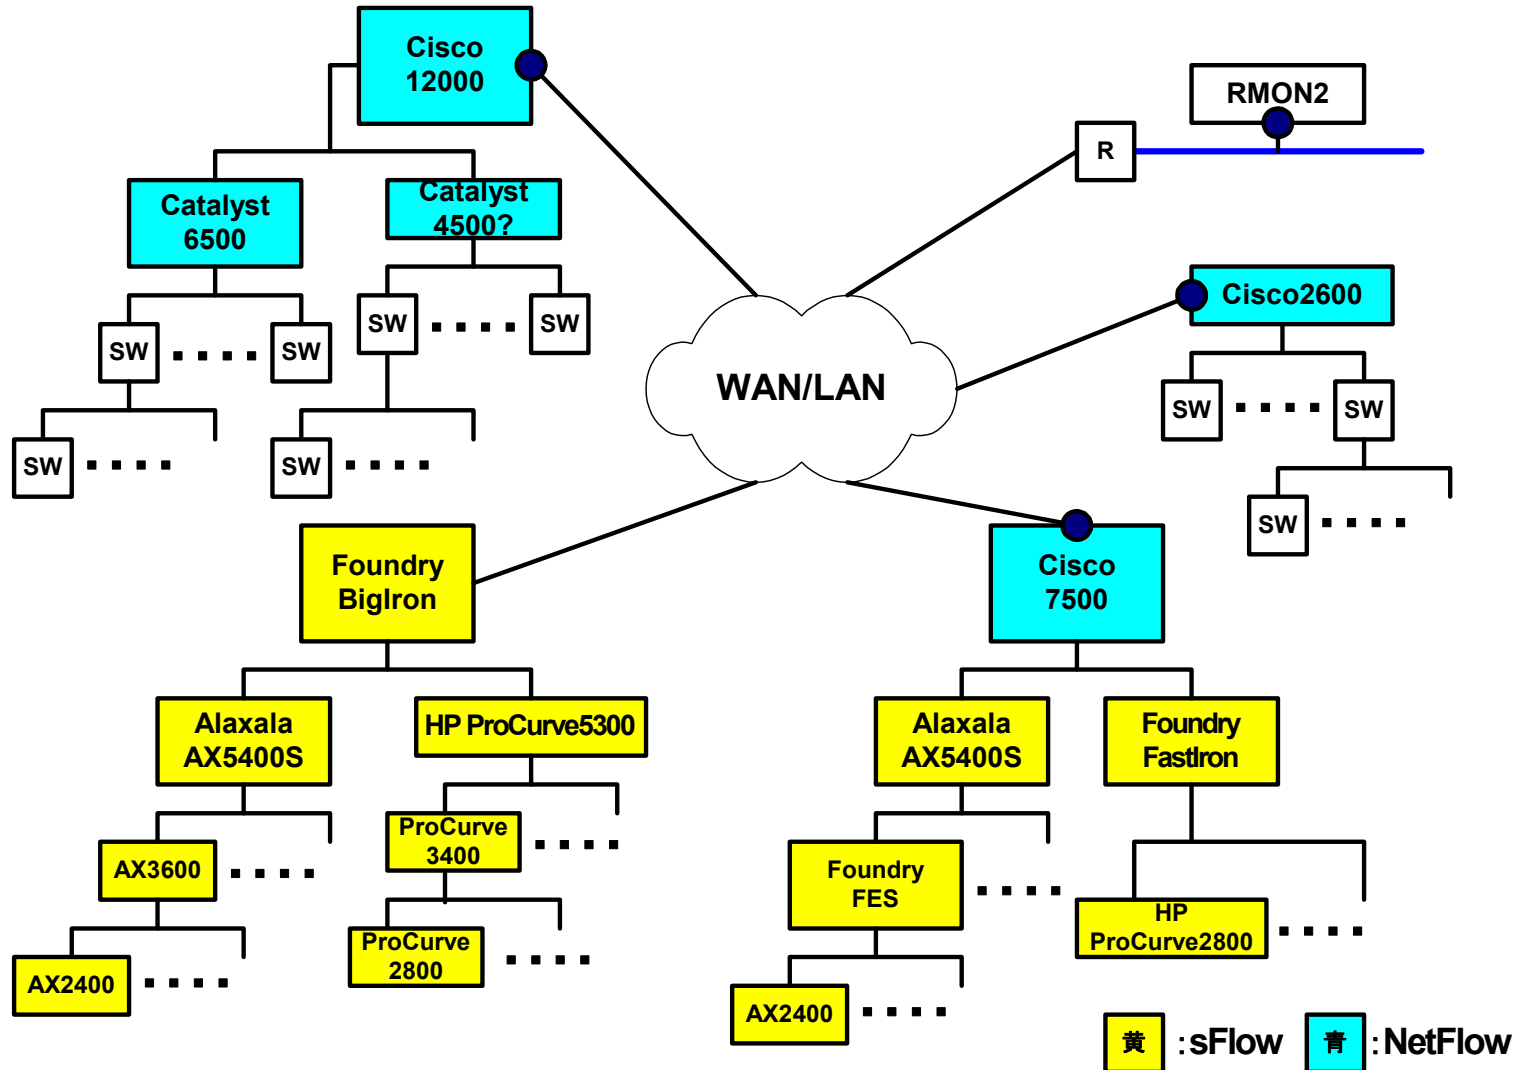 Cisco
12000
RMON2
R
Catalyst
6500
Catalyst
4500?
SW
SW
SW
SW
SW
SW
WAN/LAN
Cisco2600
SW
SW
SW
Foundry
BigIron
Cisco
7500
Alaxala
AX5400S
HP ProCurve5300
ProCurve
3400
AX3600
ProCurve
2800
AX2400
Alaxala
AX5400S
Foundry
FastIron
Foundry
FES
HP
ProCurve2800
AX2400
黄 :sFlow
青 :NetFlow